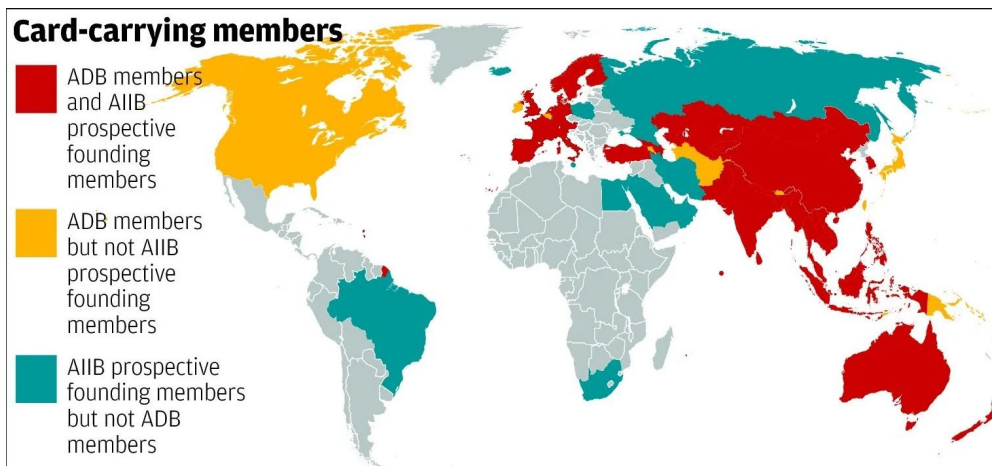 Card-carrying members
ADB members
and AIIB
prospective
founding
members
ADB members
but not AIIB
prospective
founding
members
AIIB prospective
founding members
but not ADB
members